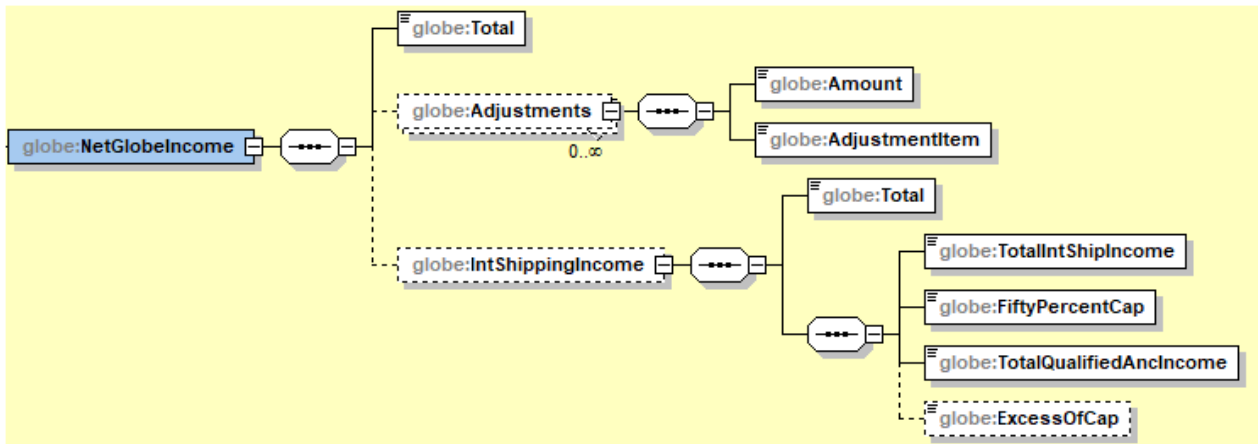 globe:Total
globe:Adjustments
0..∞
globe:Amount
globe:AdjustmentItem
globe:NetGlobeIncome
globe:IntShippingIncome
globe:Total
globe:TotalIntShipIncome
globe:FiftyPercentCap
globe:TotalQualifiedAncIncome
globe:ExcessOfCap